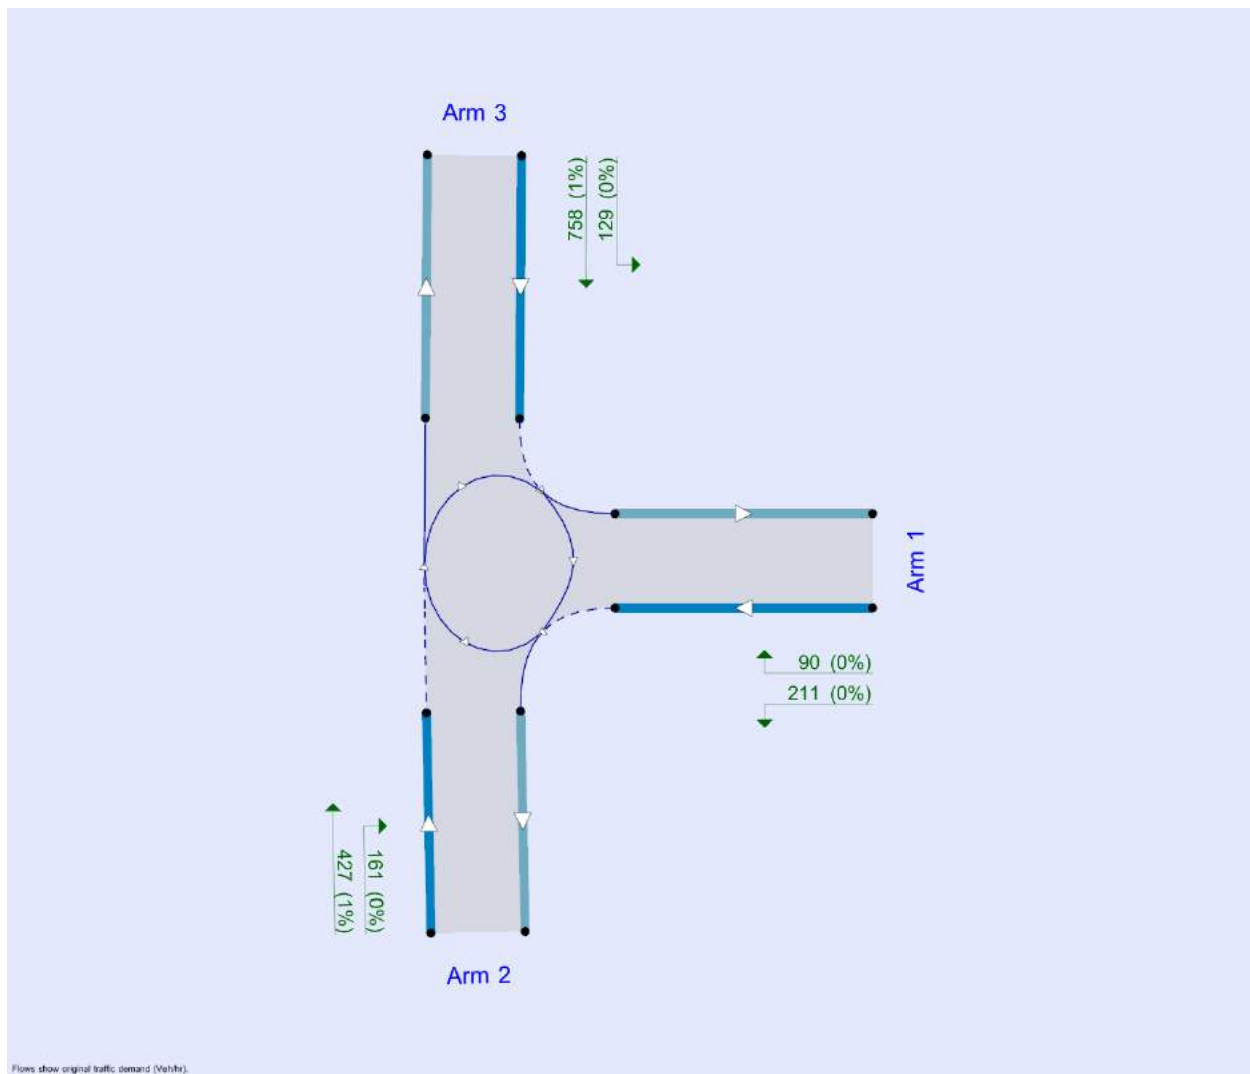 Arm 3
758 (1%)
129 (0%)
Arm 1
90 (0%)
211 (0%)
427 (1%)
161 (0%)
Arm 2
Flows show original traffic demand (Veh/hr).